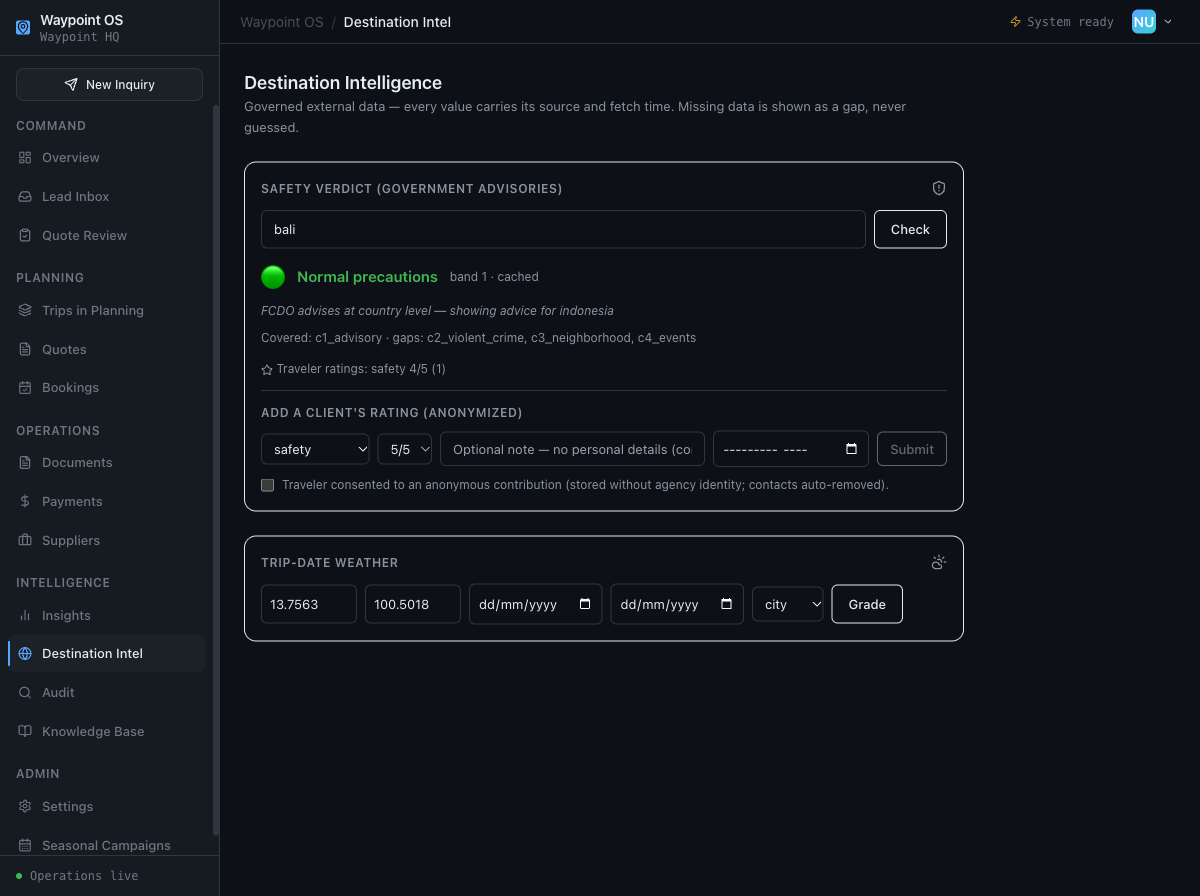 Waypoint OS
Waypoint HQ
New Inquiry
COMMAND
Overview
Lead Inbox
Quote Review
PLANNING
Trips in Planning
Quotes
Bookings
OPERATIONS
Documents
Payments
Suppliers
INTELLIGENCE
Insights
Destination Intel
Audit
Knowledge Base
ADMIN
Settings
Seasonal Campaigns
Operations live
Waypoint OS / Destination Intel
System ready
NU
Destination Intelligence
Governed external data — every value carries its source and fetch time. Missing data is shown as a gap, never
guessed.
SAFETY VERDICT (GOVERNMENT ADVISORIES)
bali
Check
Normal precautions band 1 · cached
FCDO advises at country level — showing advice for indonesia
Covered: c1_advisory · gaps: c2_violent_crime, c3_neighborhood, c4_events
Traveler ratings: safety 4/5 (1)
ADD A CLIENT'S RATING (ANONYMIZED)
safety 5/5 Optional note — no personal details (co --------- ---- Submit
Traveler consented to an anonymous contribution (stored without agency identity; contacts auto-removed).
TRIP-DATE WEATHER
13.7563 100.5018 dd/mm/yyyy dd/mm/yyyy city Grade